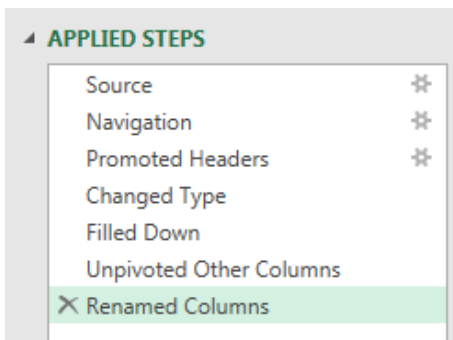 APPLIED STEPS
Source
Navigation
Promoted Headers
Changed Type
Filled Down
Unpivoted Other Columns
Renamed Columns